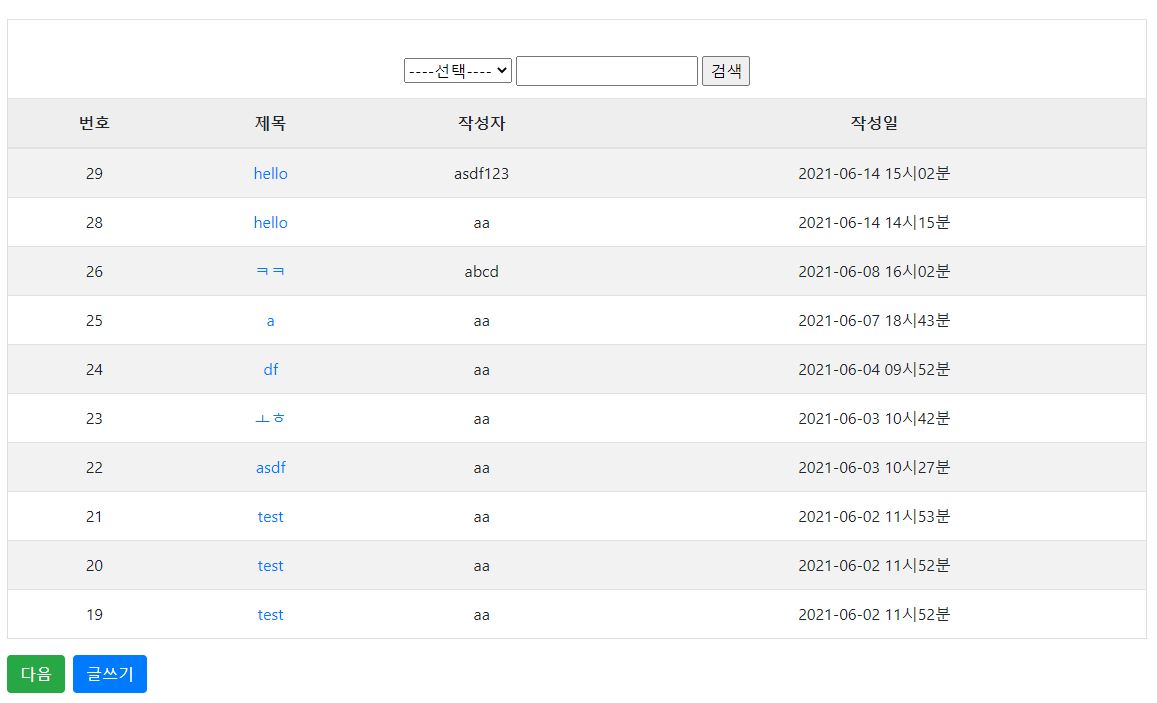 ----선택---- 검색
번호 제목 작성자 작성일
29 hello asdf123 2021-06-14 15시02분
28 hello aa 2021-06-14 14시15분
26 ㅋㅋ abcd 2021-06-08 16시02분
25 a aa 2021-06-07 18시43분
24 df aa 2021-06-04 09시52분
23 ㅗㅎ aa 2021-06-03 10시42분
22 asdf aa 2021-06-03 10시27분
21 test aa 2021-06-02 11시53분
20 test aa 2021-06-02 11시52분
19 test aa 2021-06-02 11시52분
다음 글쓰기